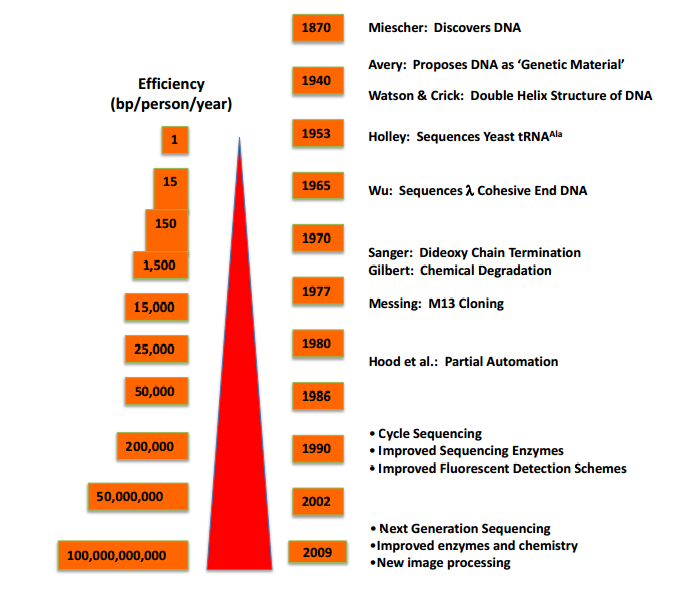 1870
Miescher: Discovers DNA
Avery: Proposes DNA as ‘Genetic Material’
1940
Efficiency
(bp/person/year)
Watson & Crick: Double Helix Structure of DNA
1
1953
Holley: Sequences Yeast tRNAᴬˡᵃ
15
1965
Wu: Sequences λ Cohesive End DNA
150
1970
Sanger: Dideoxy Chain Termination
1,500
Gilbert: Chemical Degradation
1977
15,000
Messing: M13 Cloning
25,000
1980
Hood et al.: Partial Automation
50,000
1986
200,000
1990
• Cycle Sequencing
• Improved Sequencing Enzymes
• Improved Fluorescent Detection Schemes
50,000,000
2002
100,000,000,000
2009
• Next Generation Sequencing
•Improved enzymes and chemistry
•New image processing